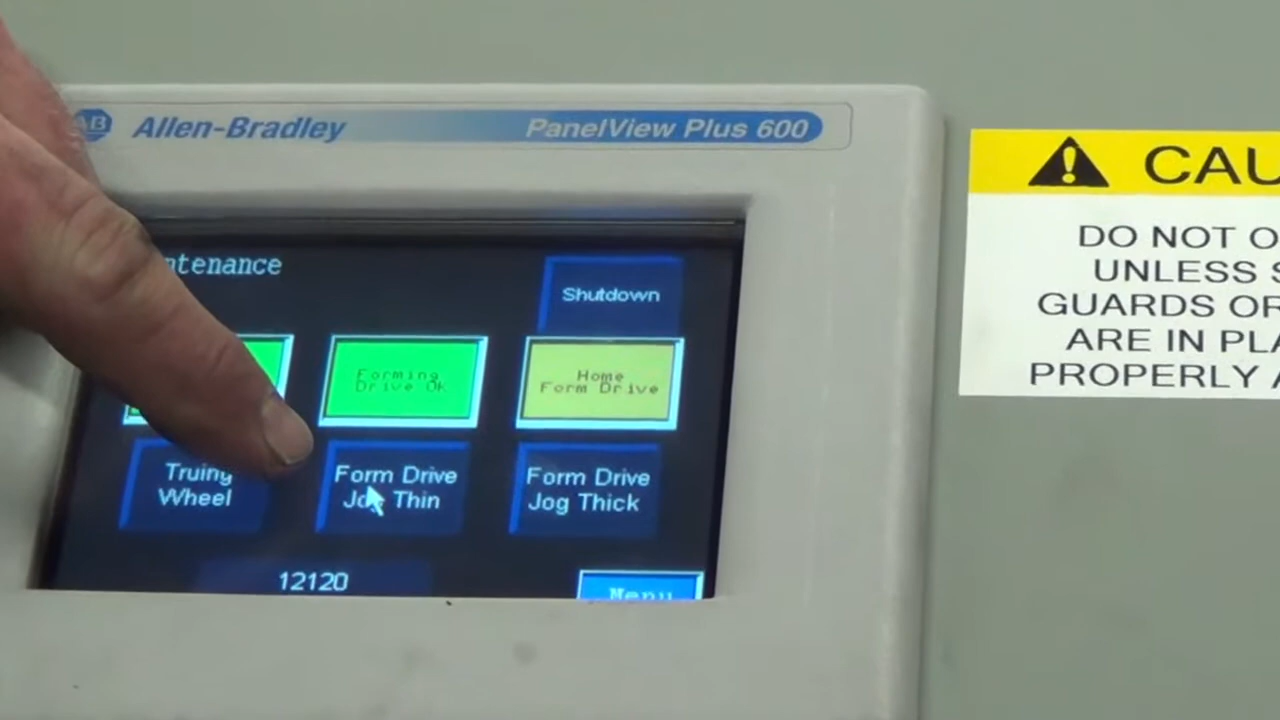 AB Allen-Bradley PanelView Plus 600
ntenance
Shutdown
Forming
Drive Ok
Home
Form Drive
Truing
Wheel
Form Drive
Jog Thin
Form Drive
Jog Thick
12120
Menu
CAU
DO NOT O
UNLESS S
GUARDS OR
ARE IN PLA
PROPERLY A